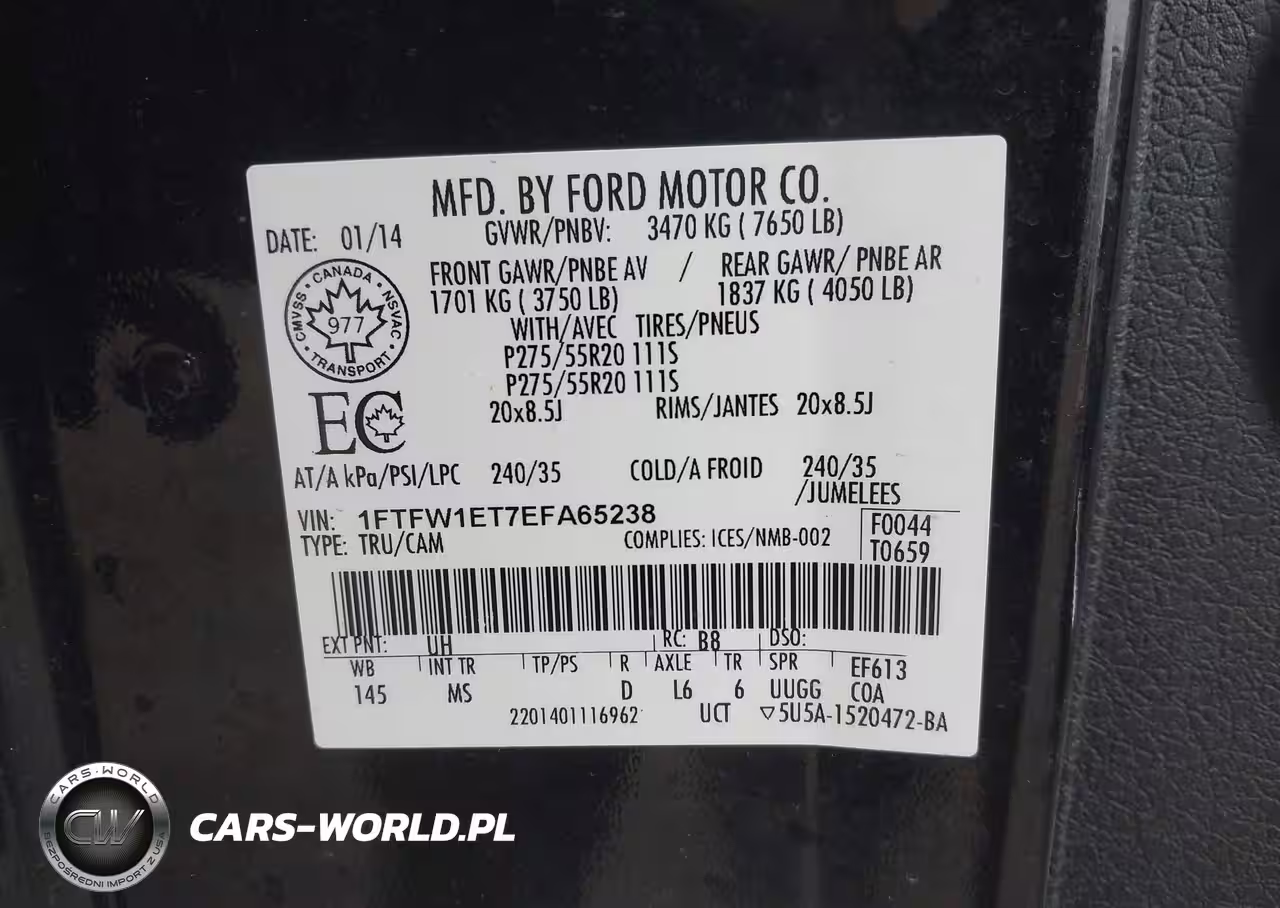 MFD. BY FORD MOTOR CO.
DATE: 01/14
GVWR/PNBV: 3470 KG ( 7650 LB)
FRONT GAWR/PNBE AV / REAR GAWR/ PNBE AR
1701 KG ( 3750 LB) 1837 KG ( 4050 LB)
WITH/AVEC TIRES/PNEUS
P275/55R20 111S
P275/55R20 111S
20x8.5J RIMS/JANTES 20x8.5J
CANADA
CMVSS
NSVAC
977
TRANSPORT
EC
AT/A kPa/PSI/LPC 240/35 COLD/A FROID 240/35
/JUMELEES
VIN: 1FTFW1ET7EFA65238 F0044
TYPE: TRU/CAM COMPLIES: ICES/NMB-002 T0659
EXT PNT: UH RC: B8 DSO:
WB INT TR TP/PS R AXLE TR SPR EF613
145 MS D L6 6 UUGG COA
2201401116962 UCT ▽5U5A-1520472-BA
CARS-WORLD
CW
BEZPOŚREDNI IMPORT Z USA
CARS-WORLD.PL